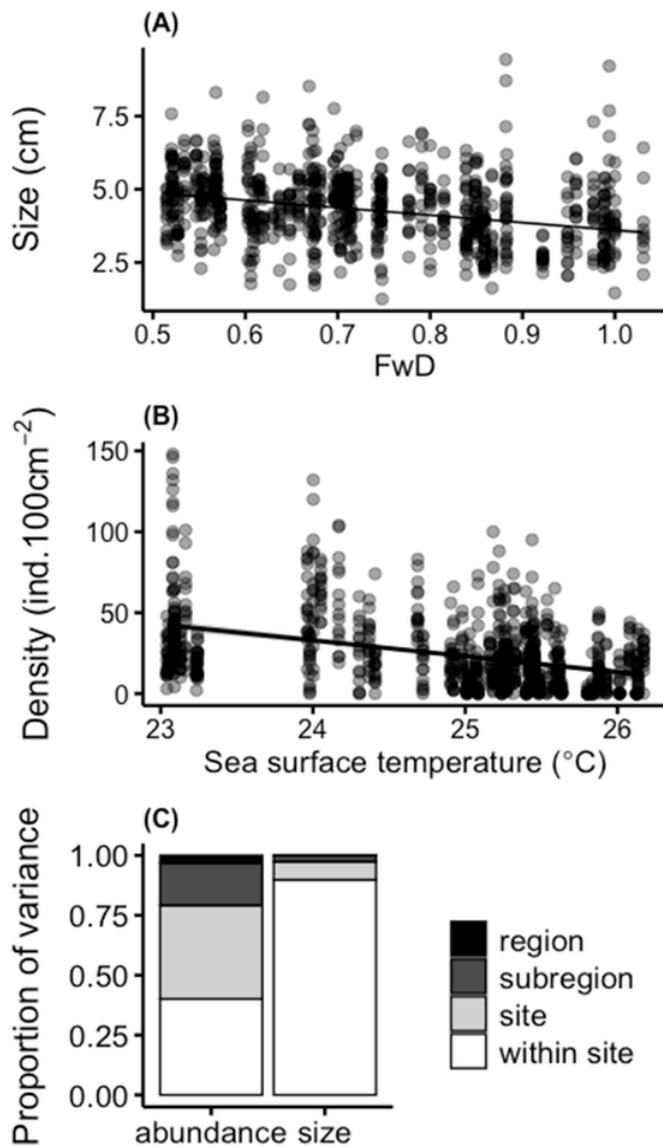 (A)
Size (cm)
7.5
5.0
2.5
0.5 0.6 0.7 0.8 0.9 1.0
FwD
(B)
Density (ind.100cm⁻²)
150
100
50
0
23 24 25 26
Sea surface temperature (°C)
(C)
Proportion of variance
1.00
0.75
0.50
0.25
0.00
abundance size
region
subregion
site
within site